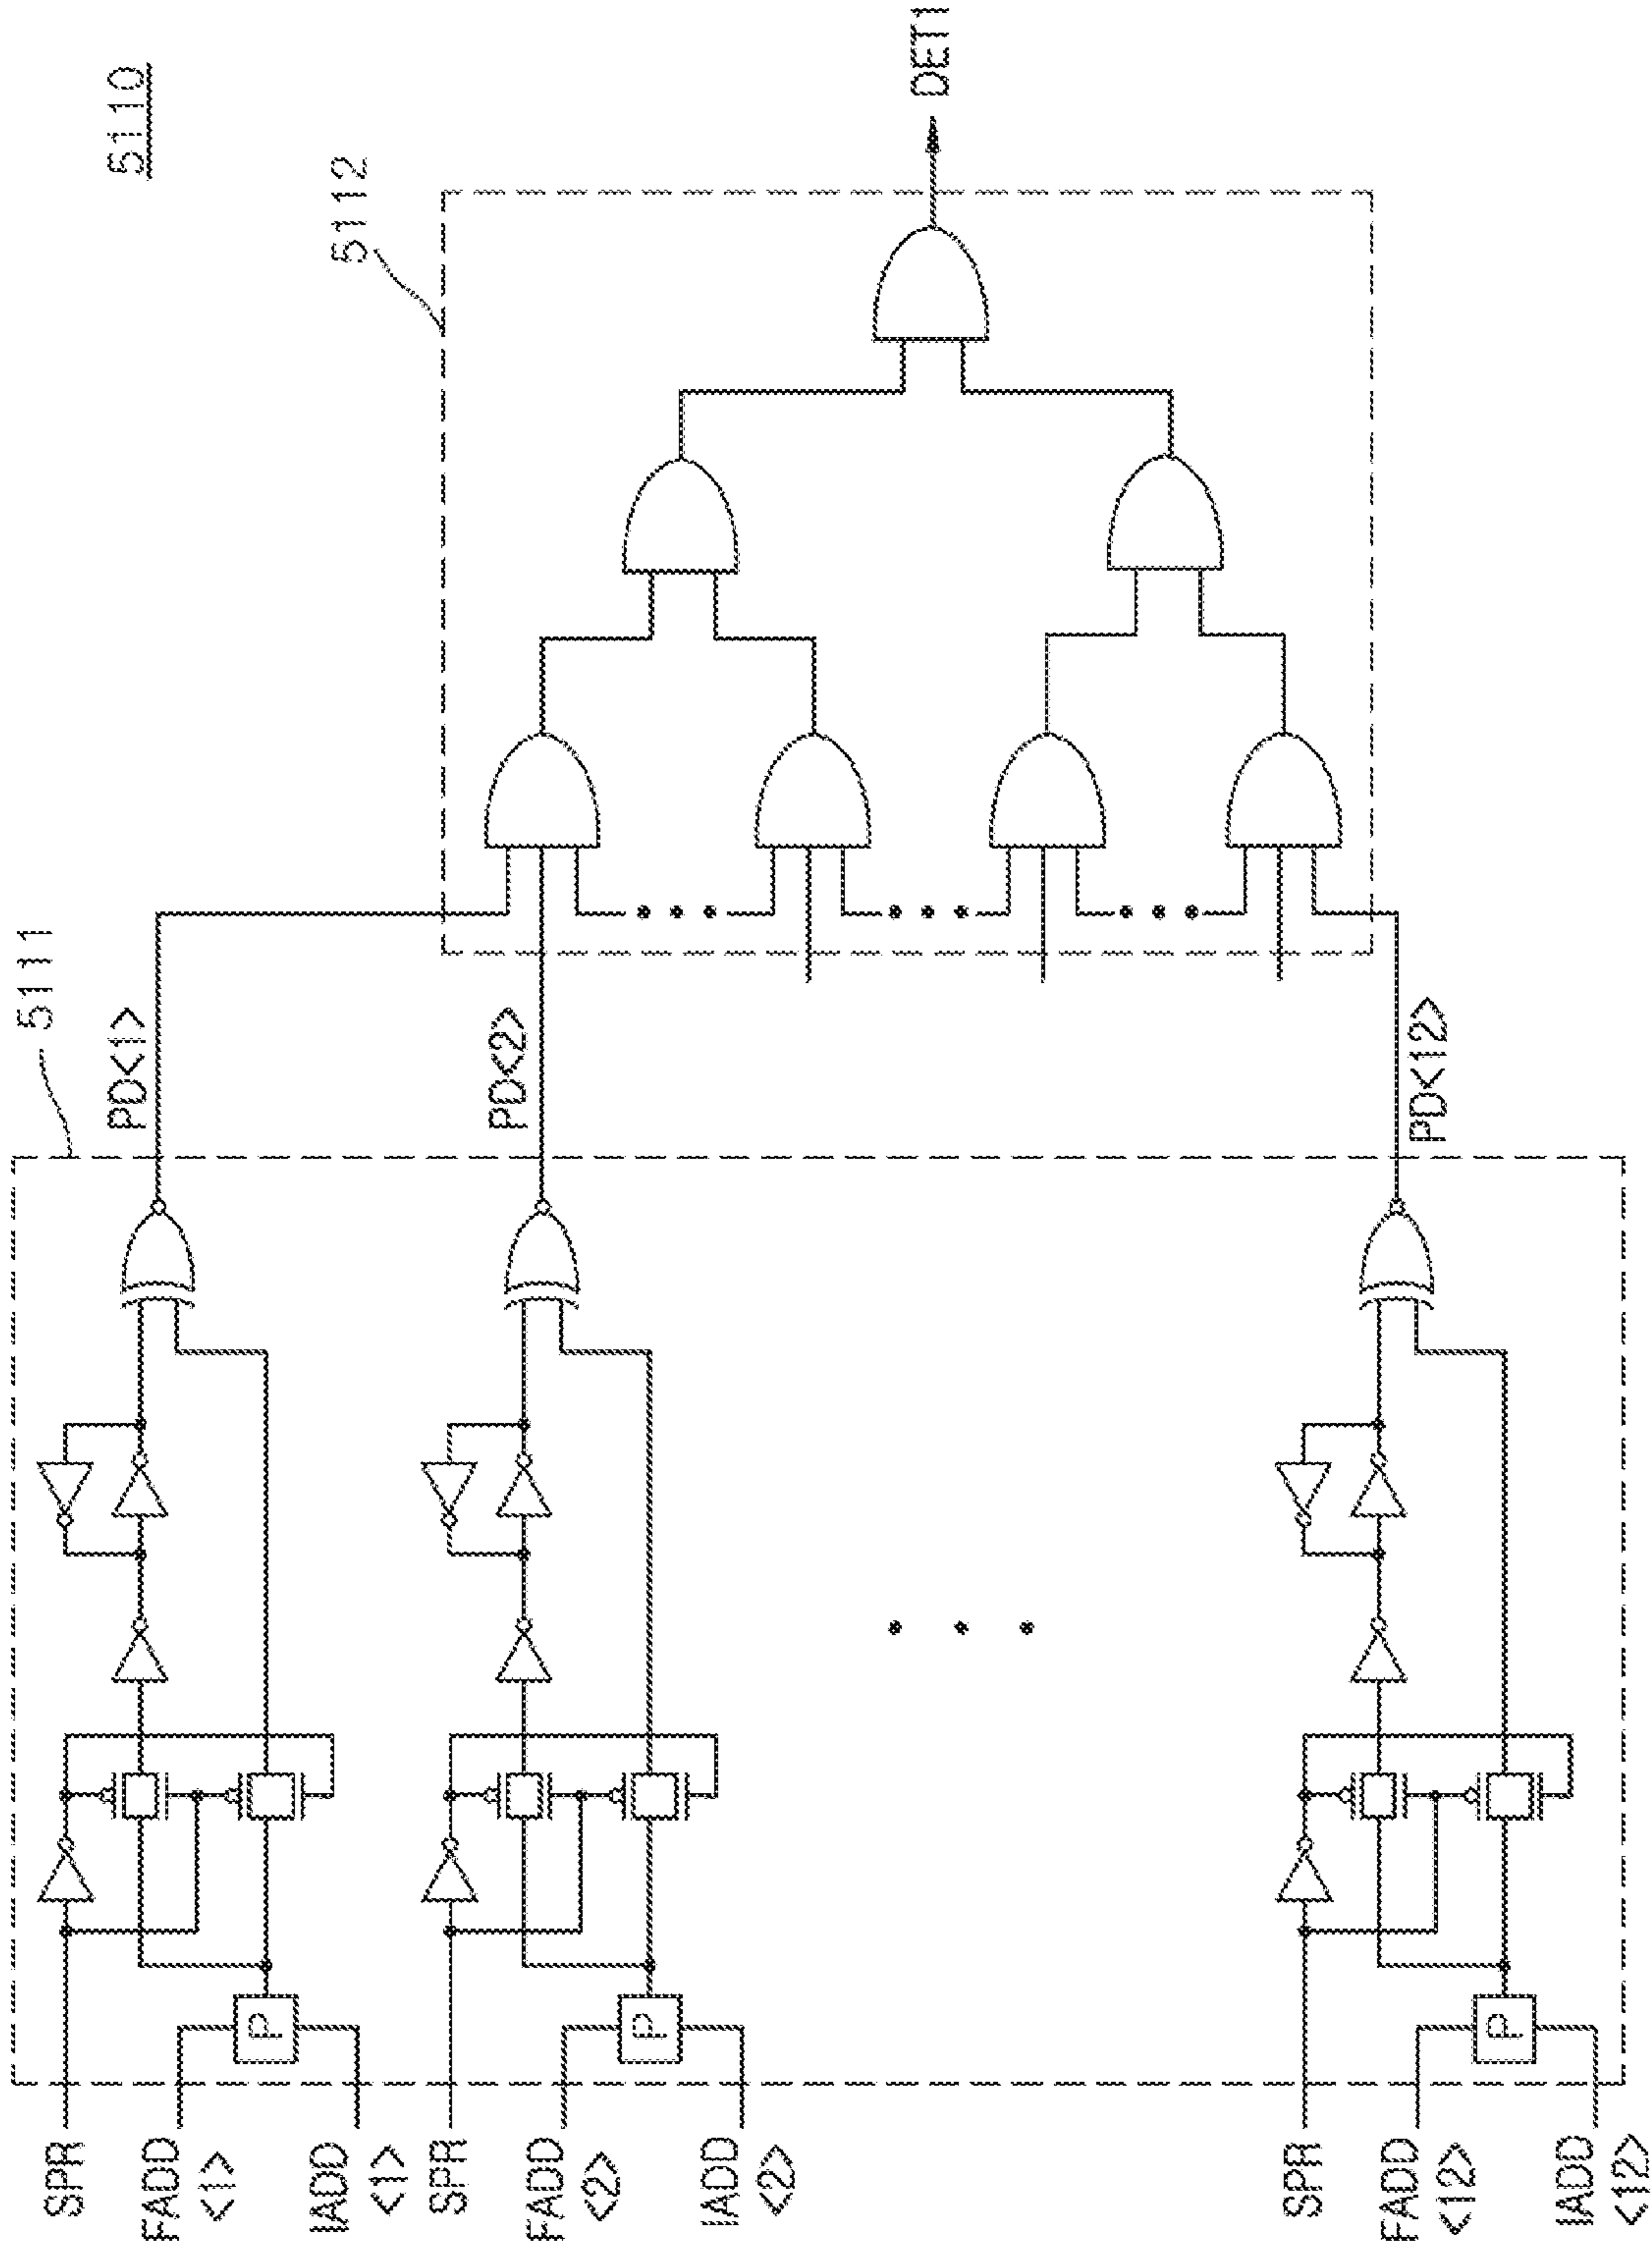 5110
5111
5112
SPR
FADD
<1>
P
IADD
<1>
PD<1>
SPR
FADD
<2>
P
IADD
<2>
PD<2>
DET1
SPR
FADD
<12>
P
IADD
<12>
PD<12>